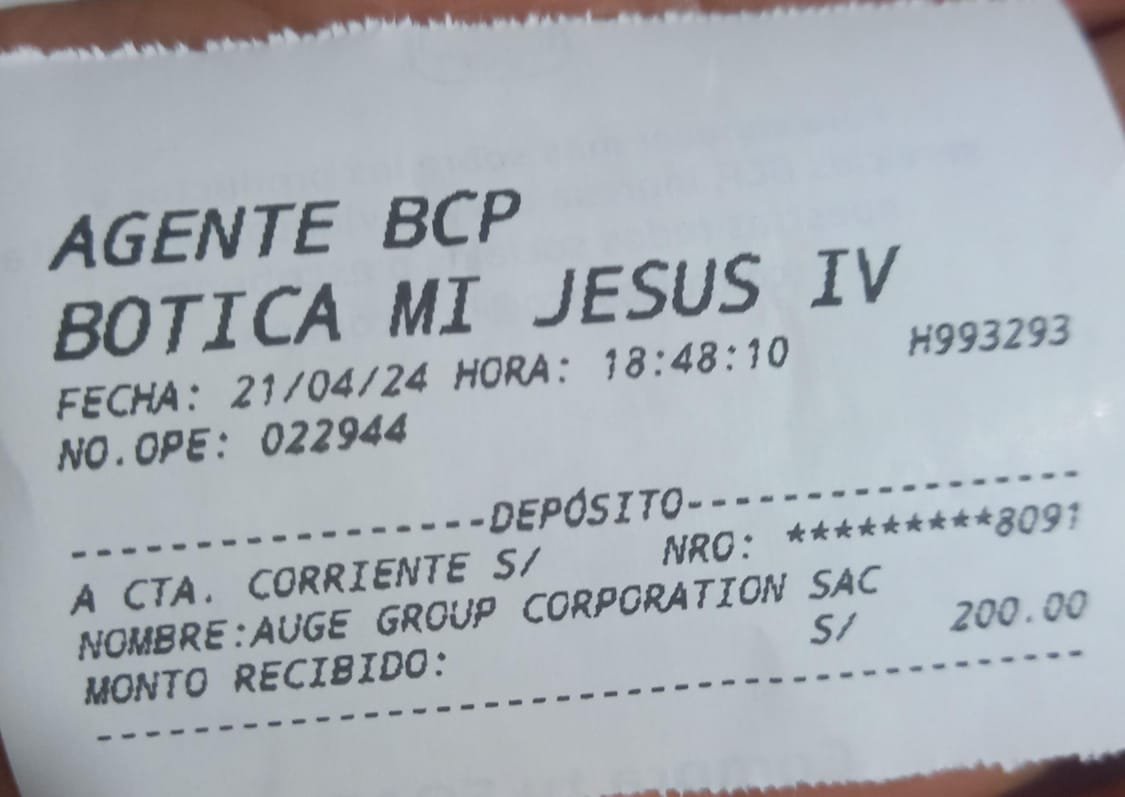 AGENTE BCP
BOTICA MI JESUS IV
FECHA: 21/04/24 HORA: 18:48:10 H993293
NO.OPE: 022944
-----------------DEPÓSITO-----------------
A CTA. CORRIENTE S/ NRO: *********8091
NOMBRE:AUGE GROUP CORPORATION SAC
MONTO RECIBIDO: S/ 200.00